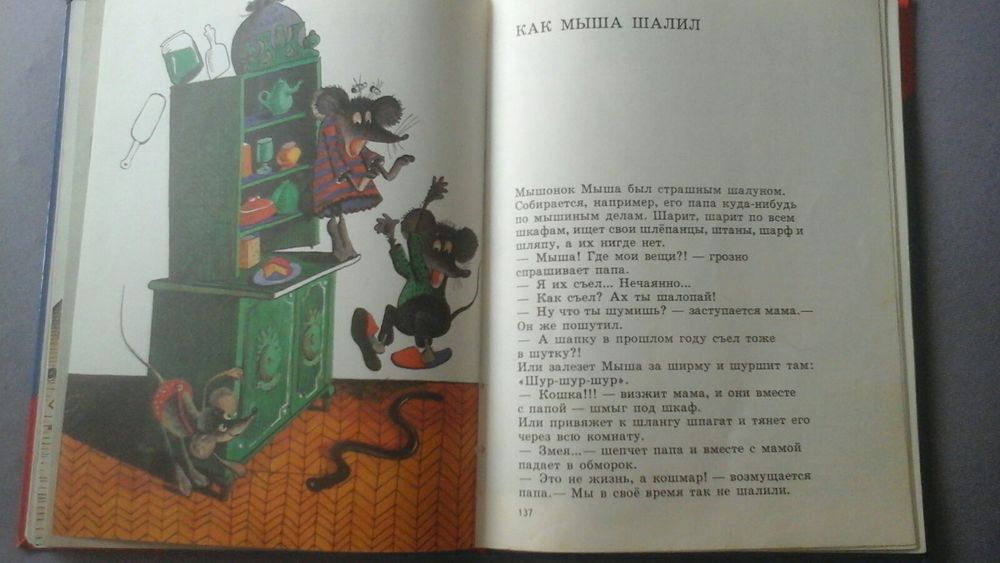 КАК МЫША ШАЛИЛ
Мышонок Мыша был страшным шалуном.
Собирается, например, его папа куда-нибудь
по мышиным делам. Шарит, шарит по всем
шкафам, ищет свои шлёпанцы, штаны, шарф и
шляпу, а их нигде нет.
— Мыша! Где мои вещи?! — грозно
спрашивает папа.
— Я их съел... Нечаянно...
— Как съел? Ах ты шалопай!
— Ну что ты шумишь? — заступается мама.—
Он же пошутил.
— А шапку в прошлом году съел тоже
в шутку?!
Или залезет Мыша за ширму и шуршит там:
«Шур-шур-шур».
— Кошка!!! — визжит мама, и они вместе
с папой — шмыг под шкаф.
Или привяжет к шлангу шпагат и тянет его
через всю комнату.
— Змея...— шепчет папа и вместе с мамой
падает в обморок.
— Это не жизнь, а кошмар! — возмущается
папа.— Мы в своё время так не шалили.
137